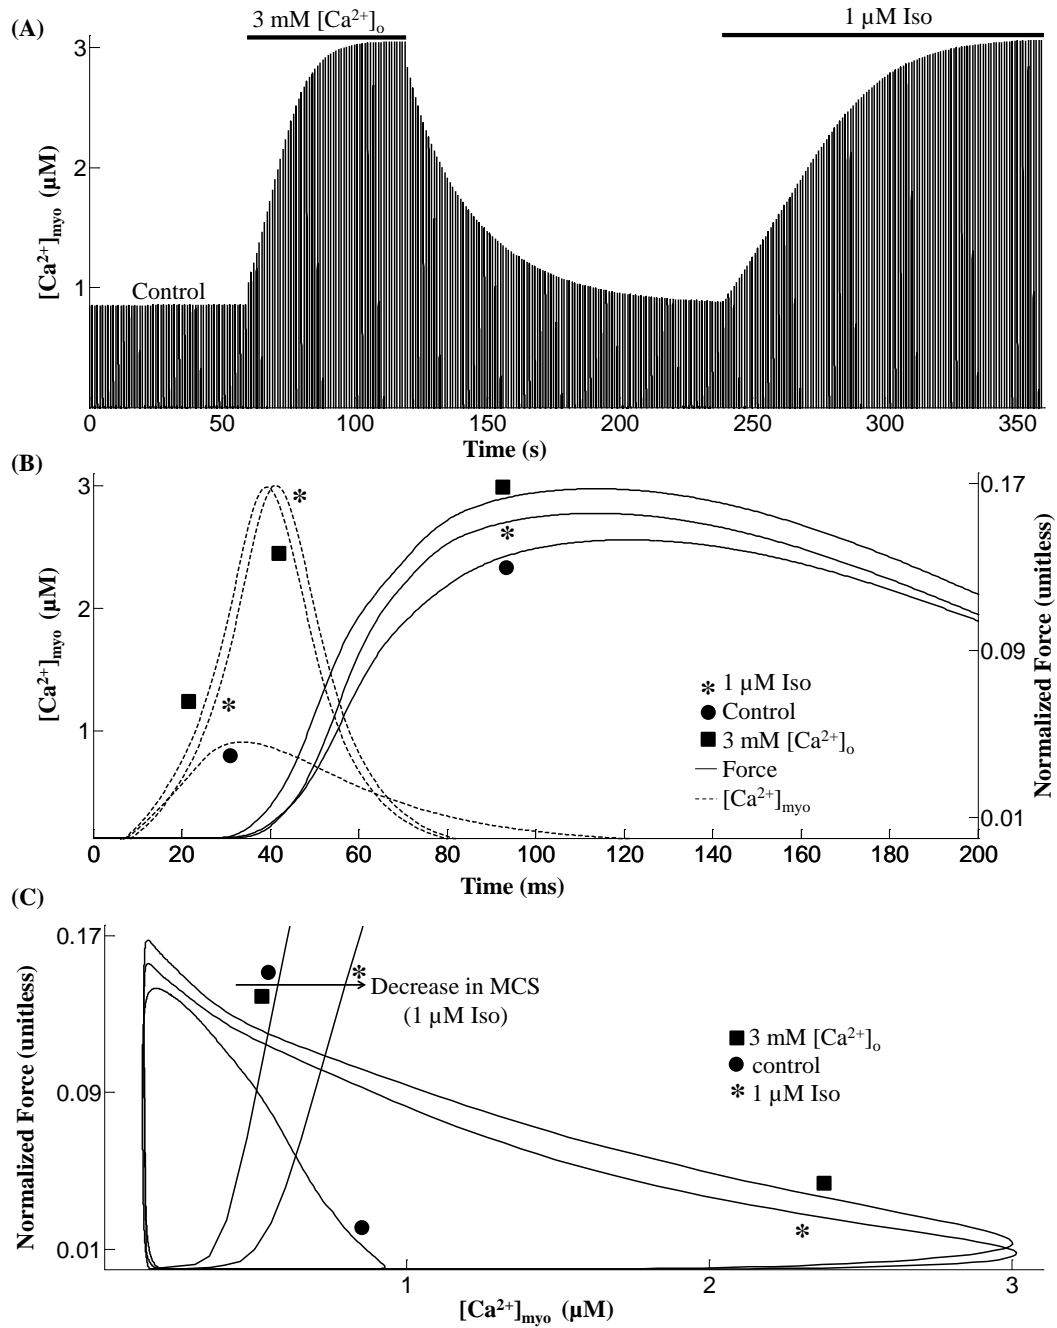 (A)
3 mM [Ca²⁺]ₒ
1 µM Iso
3
2
1
[Ca²⁺]myo (µM)
Control
0 50 100 150 200 250 300 350
Time (s)
(B)
3
2
1
[Ca²⁺]myo (µM)
0.17
0.09
0.01
Normalized Force (unitless)
* 1 µM Iso
● Control
■ 3 mM [Ca²⁺]ₒ
Force
[Ca²⁺]myo
0 20 40 60 80 100 120 140 160 180 200
Time (ms)
(C)
0.17
0.09
0.01
Normalized Force (unitless)
Decrease in MCS
(1 µM Iso)
■ 3 mM [Ca²⁺]ₒ
● control
* 1 µM Iso
1 2 3
[Ca²⁺]myo (µM)